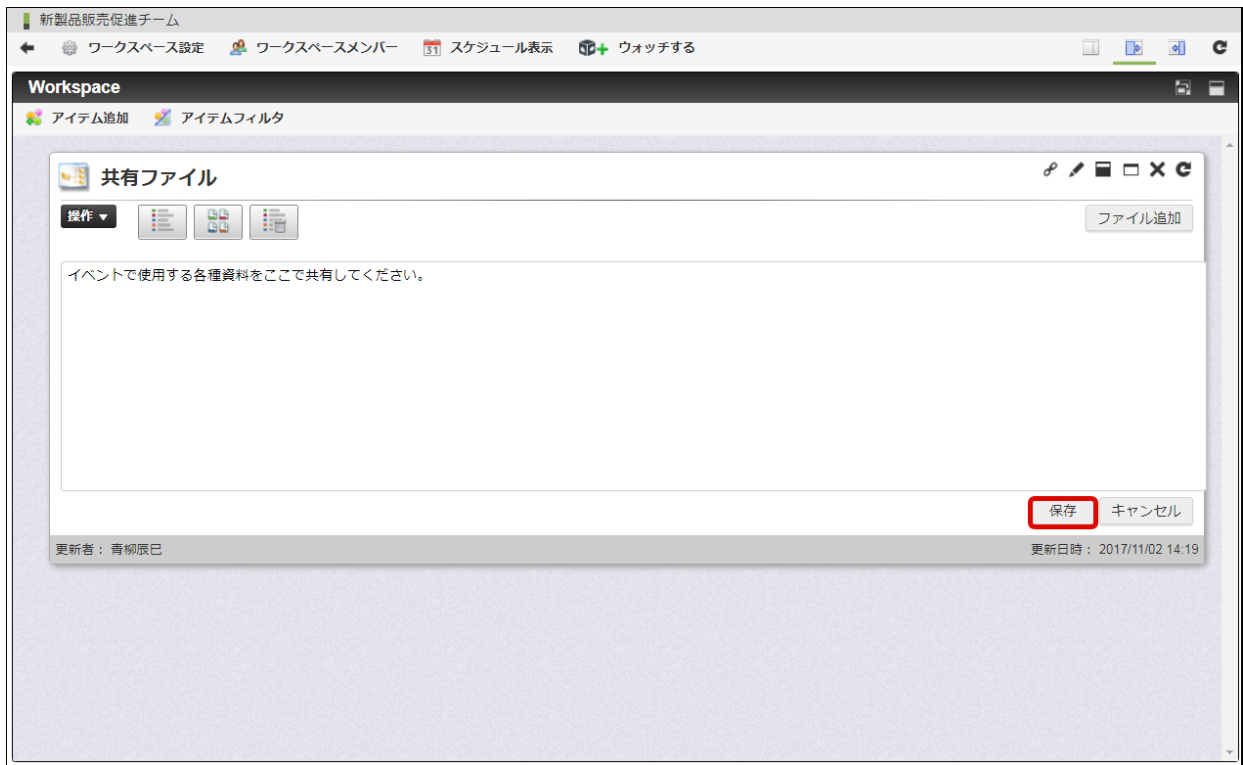 新製品販売促進チーム
ワークスペース設定 ワークスペースメンバー 31 スケジュール表示 ウォッチする
Workspace
アイテム追加 アイテムフィルタ
共有ファイル
操作 ▼ ファイル追加
イベントで使用する各種資料をここで共有してください。
保存 キャンセル
更新者： 青柳辰巳 更新日時： 2017/11/02 14:19